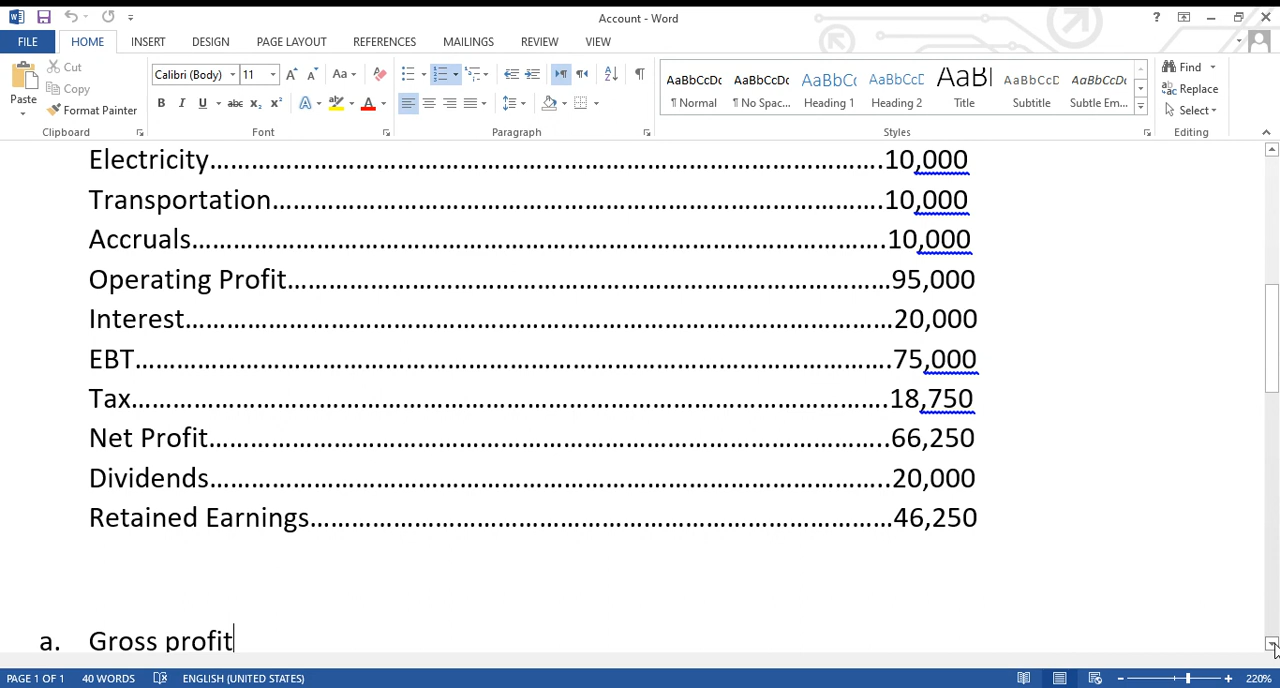 Account - Word
FILE HOME INSERT DESIGN PAGE LAYOUT REFERENCES MAILINGS REVIEW VIEW
Cut
Copy
Format Painter
Paste
Clipboard
Calibri (Body) 11
Font
Paragraph
AaBbCcDc AaBbCcDc AaBbC AaBbCcD AaBl AaBbCcD AaBbCcDc
¶ Normal ¶ No Spac... Heading 1 Heading 2 Title Subtitle Subtle Em...
Styles
Find
Replace
Select
Editing
Electricity……………………………………………………………………………………….10,000
Transportation……………………………………………………………………………….10,000
Accruals………………………………………………………………………………………….10,000
Operating Profit……………………………………………………………………………...95,000
Interest…………………………………………………………………………………………...20,000
EBT………………………………………………………………………………………………..75,000
Tax………………………………………………………………………………………………….18,750
Net Profit………………………………………………………………………………………..66,250
Dividends………………………………………………………………………………………..20,000
Retained Earnings…………………………………………………………………………...46,250
a. Gross profit
PAGE 1 OF 1 40 WORDS ENGLISH (UNITED STATES) 220%